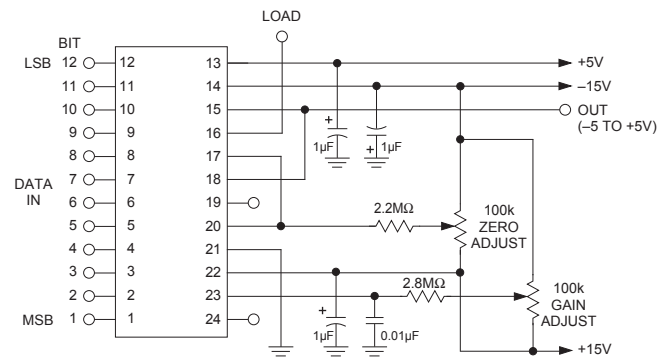 LOAD
BIT
LSB 12 12 13 +5V
11 11 14 –15V
10 10 15 OUT
(–5 TO +5V)
9 9 16
1µF 1µF
8 8 17
DATA IN
7 7 18
6 6 19
5 5 20 2.2MΩ 100k
ZERO
ADJUST
4 4 21
3 3 22
2 2 23 2.8MΩ 100k
GAIN
ADJUST
MSB 1 1 24
1µF 0.01µF
+15V